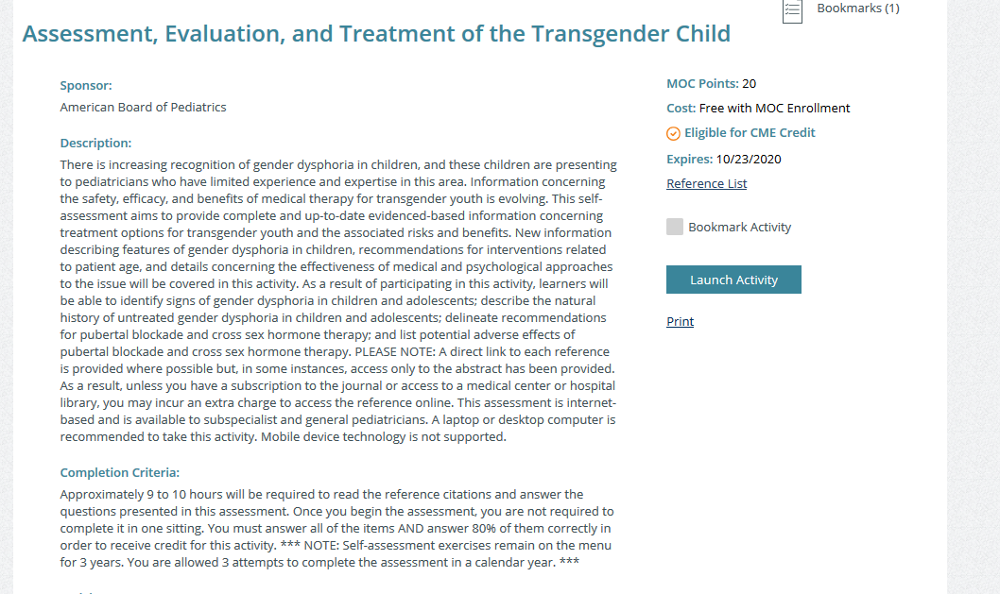 Bookmarks (1)
Assessment, Evaluation, and Treatment of the Transgender Child
Sponsor:
American Board of Pediatrics
Description:
There is increasing recognition of gender dysphoria in children, and these children are presenting
to pediatricians who have limited experience and expertise in this area. Information concerning
the safety, efficacy, and benefits of medical therapy for transgender youth is evolving. This self-
assessment aims to provide complete and up-to-date evidenced-based information concerning
treatment options for transgender youth and the associated risks and benefits. New information
describing features of gender dysphoria in children, recommendations for interventions related
to patient age, and details concerning the effectiveness of medical and psychological approaches
to the issue will be covered in this activity. As a result of participating in this activity, learners will
be able to identify signs of gender dysphoria in children and adolescents; describe the natural
history of untreated gender dysphoria in children and adolescents; delineate recommendations
for pubertal blockade and cross sex hormone therapy; and list potential adverse effects of
pubertal blockade and cross sex hormone therapy. PLEASE NOTE: A direct link to each reference
is provided where possible but, in some instances, access only to the abstract has been provided.
As a result, unless you have a subscription to the journal or access to a medical center or hospital
library, you may incur an extra charge to access the reference online. This assessment is internet-
based and is available to subspecialist and general pediatricians. A laptop or desktop computer is
recommended to take this activity. Mobile device technology is not supported.
Completion Criteria:
Approximately 9 to 10 hours will be required to read the reference citations and answer the
questions presented in this assessment. Once you begin the assessment, you are not required to
complete it in one sitting. You must answer all of the items AND answer 80% of them correctly in
order to receive credit for this activity. *** NOTE: Self-assessment exercises remain on the menu
for 3 years. You are allowed 3 attempts to complete the assessment in a calendar year. ***
MOC Points: 20
Cost: Free with MOC Enrollment
Eligible for CME Credit
Expires: 10/23/2020
Reference List
Bookmark Activity
Launch Activity
Print